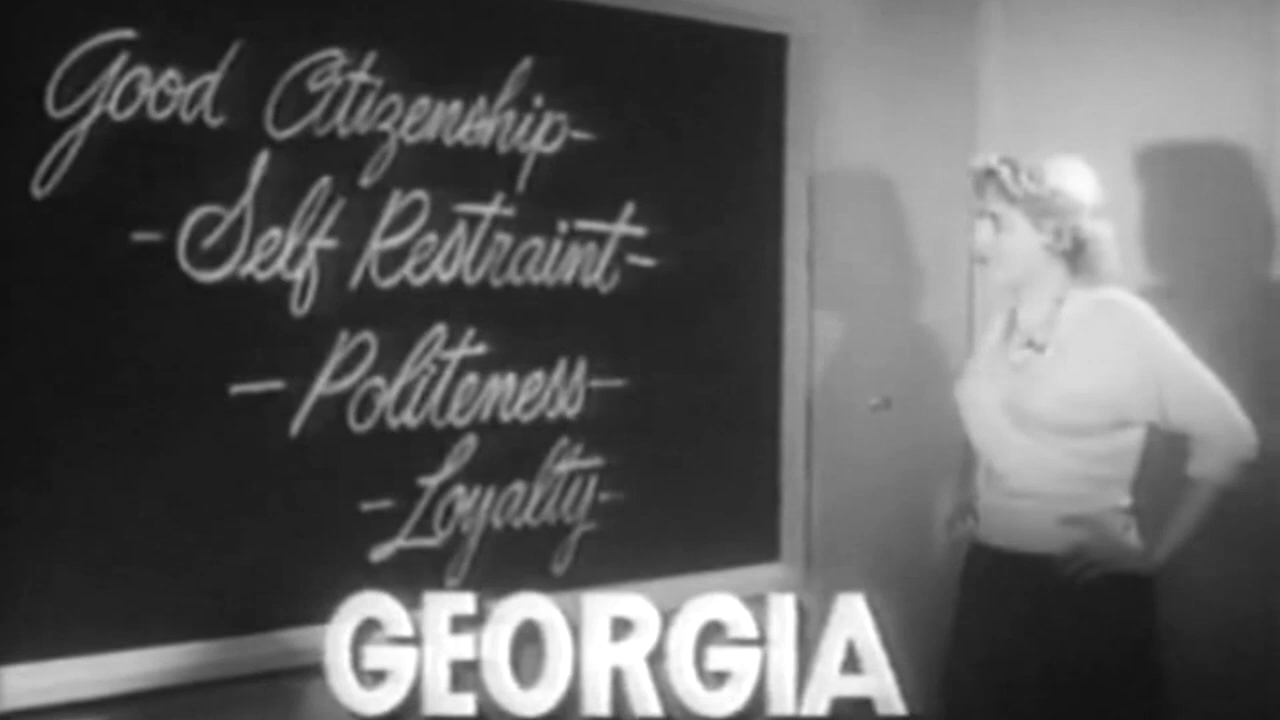 Good Citizenship-
- Self Restraint-
- Politeness-
- Loyalty-
GEORGIA